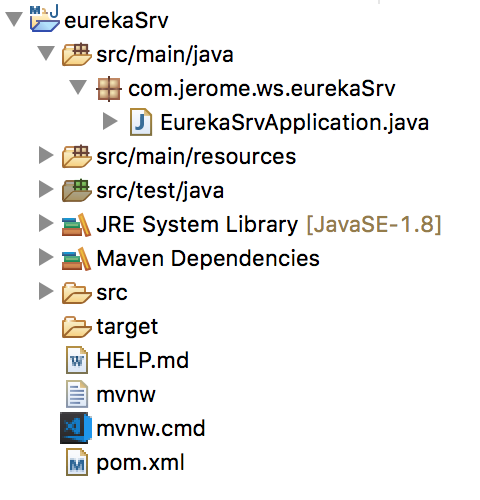 eurekaSrv
src/main/java
com.jerome.ws.eurekaSrv
EurekaSrvApplication.java
src/main/resources
src/test/java
JRE System Library [JavaSE-1.8]
Maven Dependencies
src
target
HELP.md
mvnw
mvnw.cmd
pom.xml